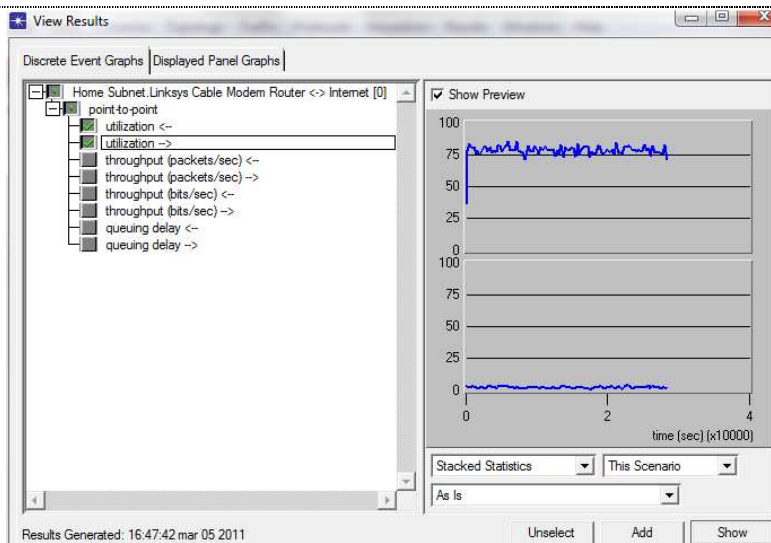 View Results
Discrete Event Graphs
Displayed Panel Graphs
Home Subnet.Linksys Cable Modem Router <-> Internet [0]
point-to-point
utilization <--
utilization -->
throughput (packets/sec) <--
throughput (packets/sec) -->
throughput (bits/sec) <--
throughput (bits/sec) -->
queuing delay <--
queuing delay -->
Show Preview
100
75
50
25
0
100
75
50
25
0
0 2 4
time (sec) (x10000)
Stacked Statistics
This Scenario
As Is
Results Generated: 16:47:42 mar 05 2011
Unselect
Add
Show